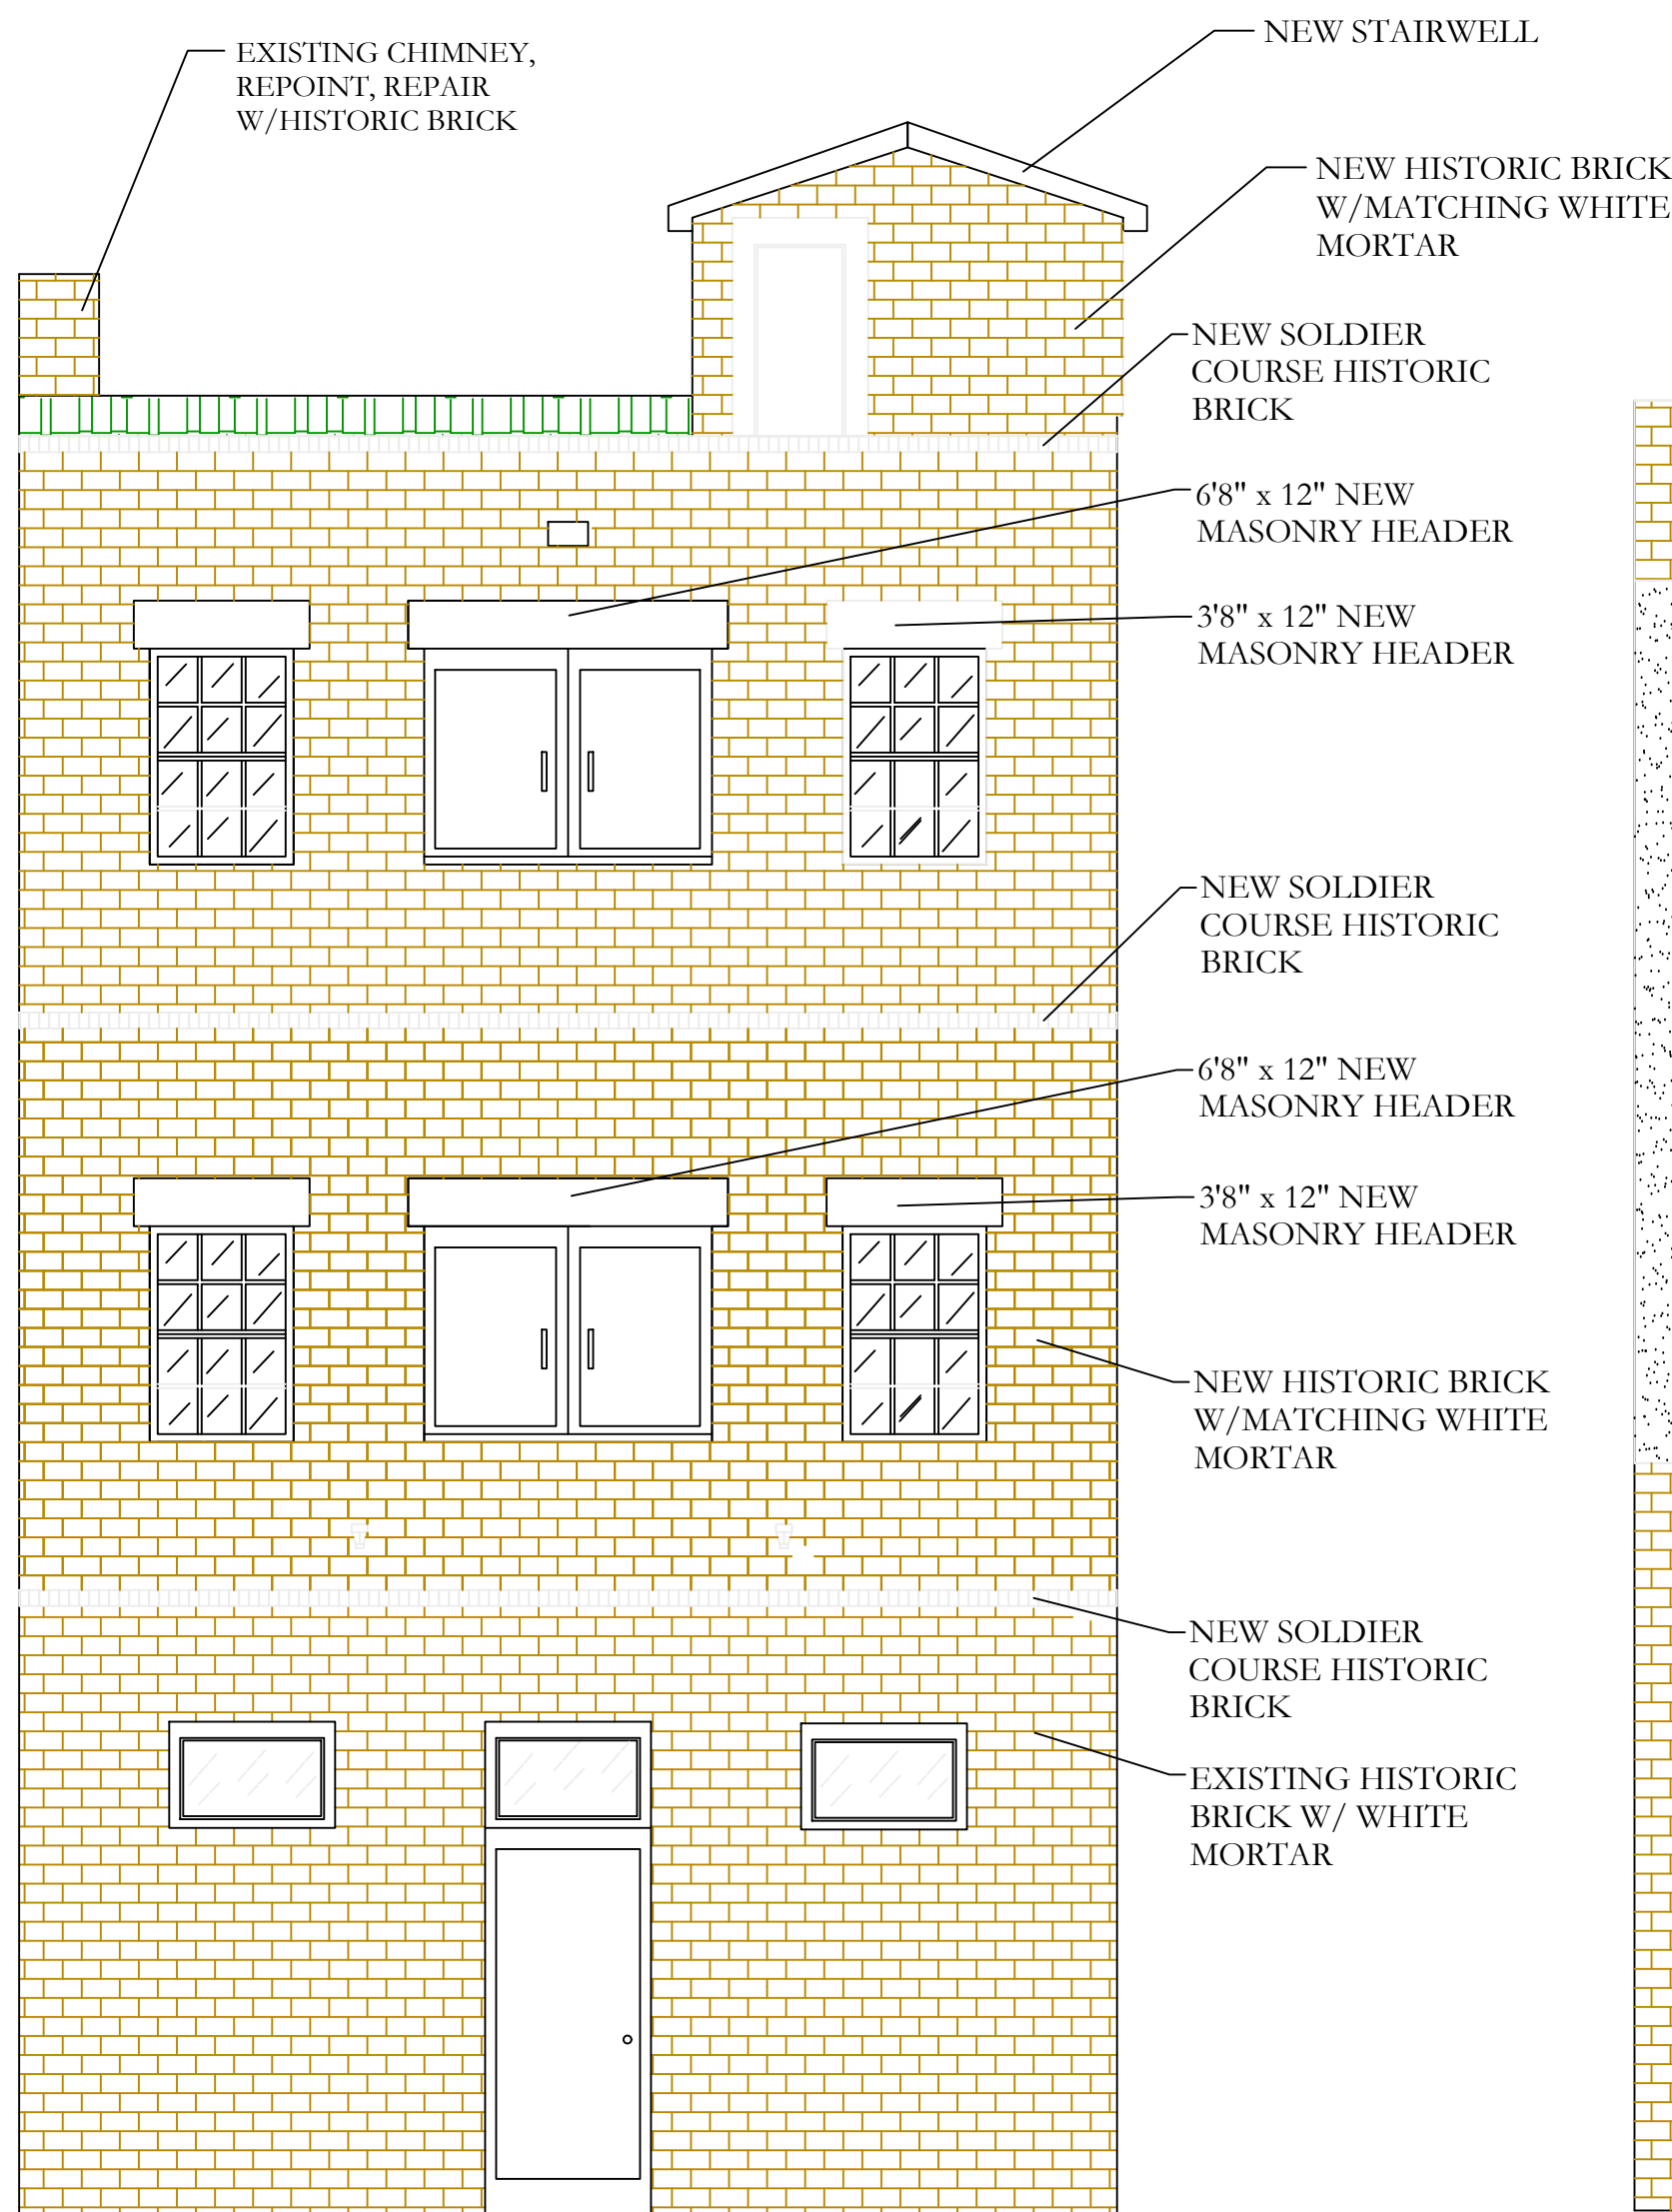 EXISTING CHIMNEY,
REPOINT, REPAIR
W/HISTORIC BRICK
NEW STAIRWELL
NEW HISTORIC BRICK
W/MATCHING WHITE
MORTAR
NEW SOLDIER
COURSE HISTORIC
BRICK
6'8" x 12" NEW
MASONRY HEADER
3'8" x 12" NEW
MASONRY HEADER
NEW SOLDIER
COURSE HISTORIC
BRICK
6'8" x 12" NEW
MASONRY HEADER
3'8" x 12" NEW
MASONRY HEADER
NEW HISTORIC BRICK
W/MATCHING WHITE
MORTAR
NEW SOLDIER
COURSE HISTORIC
BRICK
EXISTING HISTORIC
BRICK W/ WHITE
MORTAR